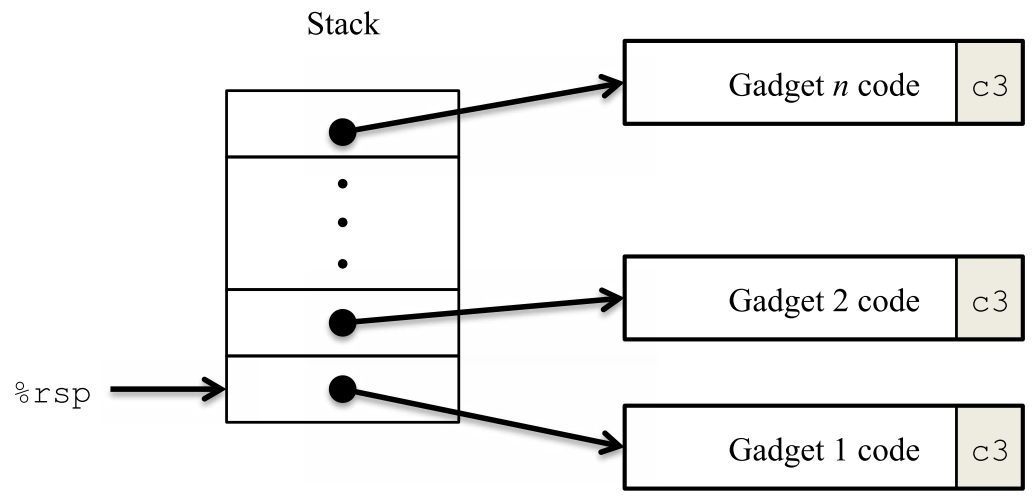 Stack
Gadget n code c3
Gadget 2 code c3
%rsp
Gadget 1 code c3